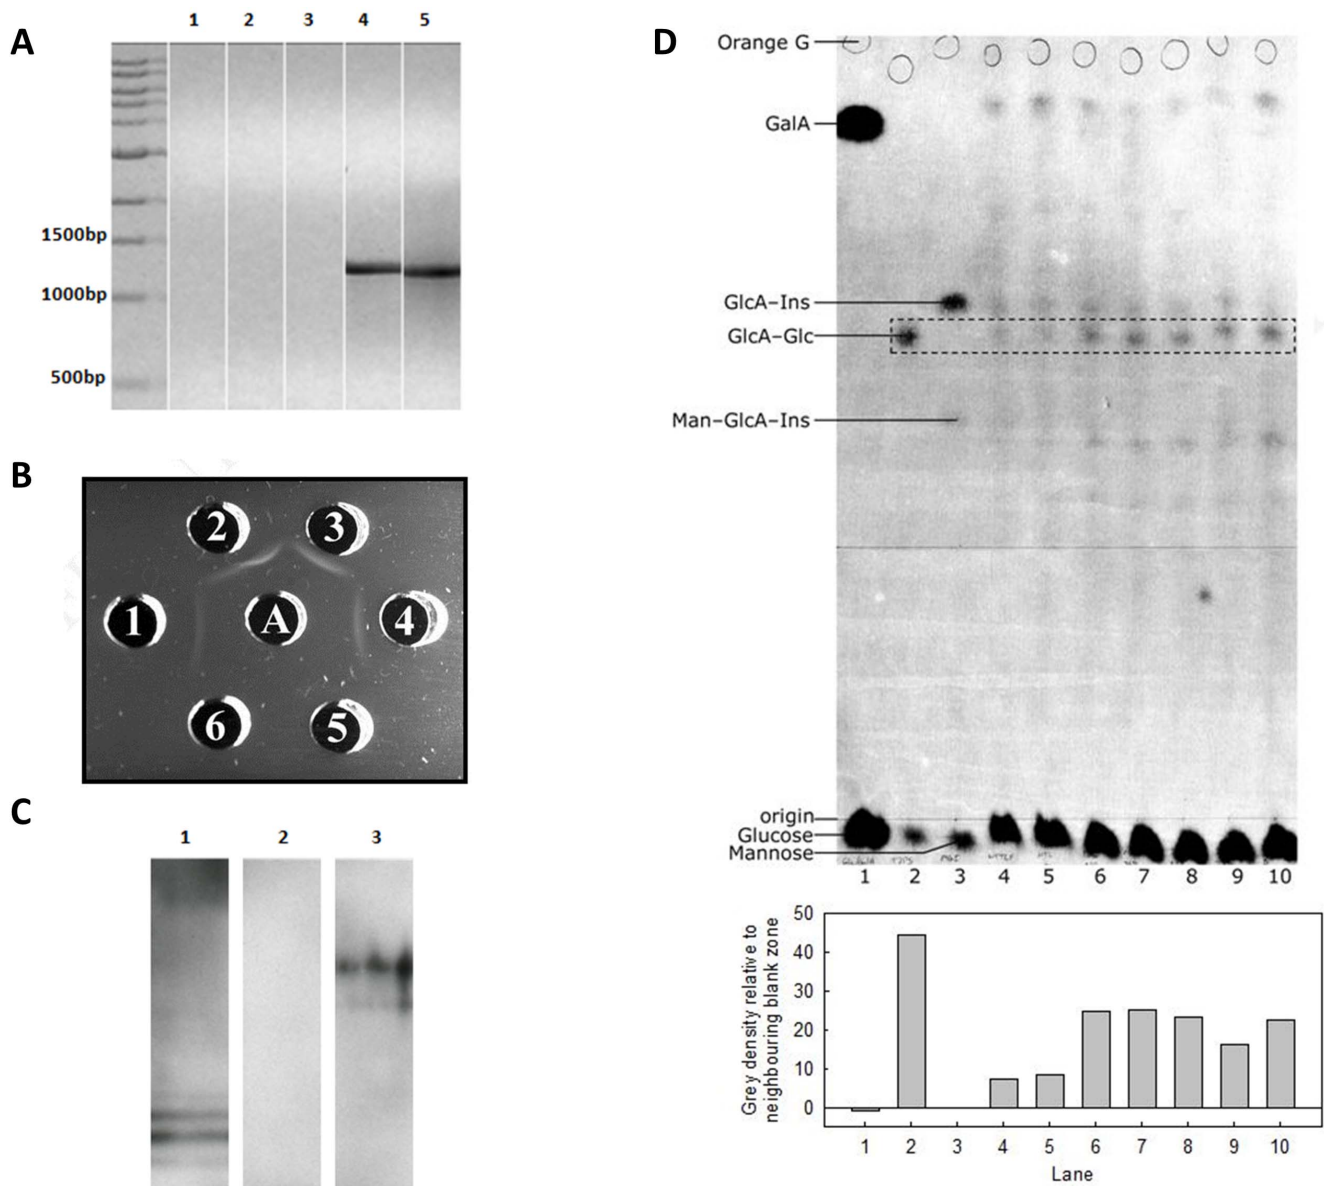 A
1 2 3 4 5
1500bp
1000bp
500bp
B
2 3
1 A 4
6 5
C
1 2 3
D
Orange G
GalA
GlcA–Ins
GlcA–Glc
Man–GlcA–Ins
origin
Glucose
Mannose
1 2 3 4 5 6 7 8 9 10
Grey density relative to
neighbouring blank zone
50
40
30
20
10
0
1 2 3 4 5 6 7 8 9 10
Lane